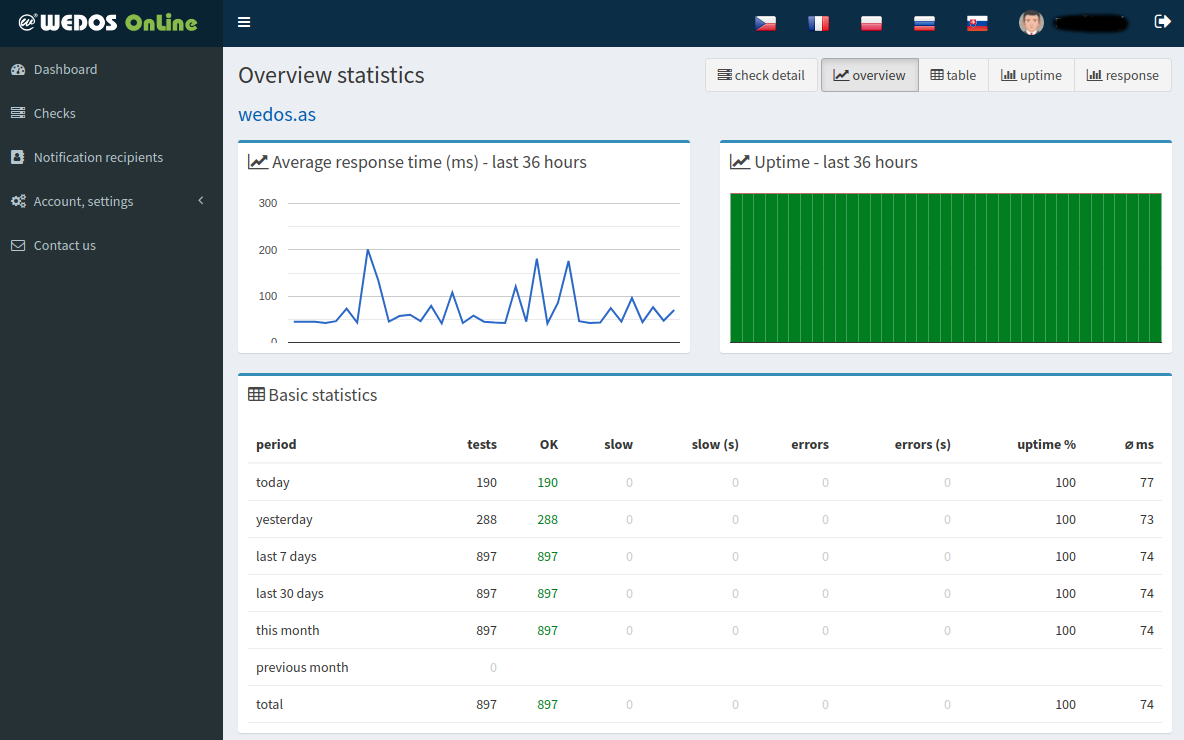 @WEDOS OnLine
Dashboard
Checks
Notification recipients
Account, settings
Contact us
Overview statistics
check detail overview table uptime response
wedos.as
Average response time (ms) - last 36 hours
300
200
100
0
Uptime - last 36 hours
Basic statistics
period tests OK slow slow (s) errors errors (s) uptime % ⌀ ms
today 190 190 0 0 0 0 100 77
yesterday 288 288 0 0 0 0 100 73
last 7 days 897 897 0 0 0 0 100 74
last 30 days 897 897 0 0 0 0 100 74
this month 897 897 0 0 0 0 100 74
previous month 0
total 897 897 0 0 0 0 100 74